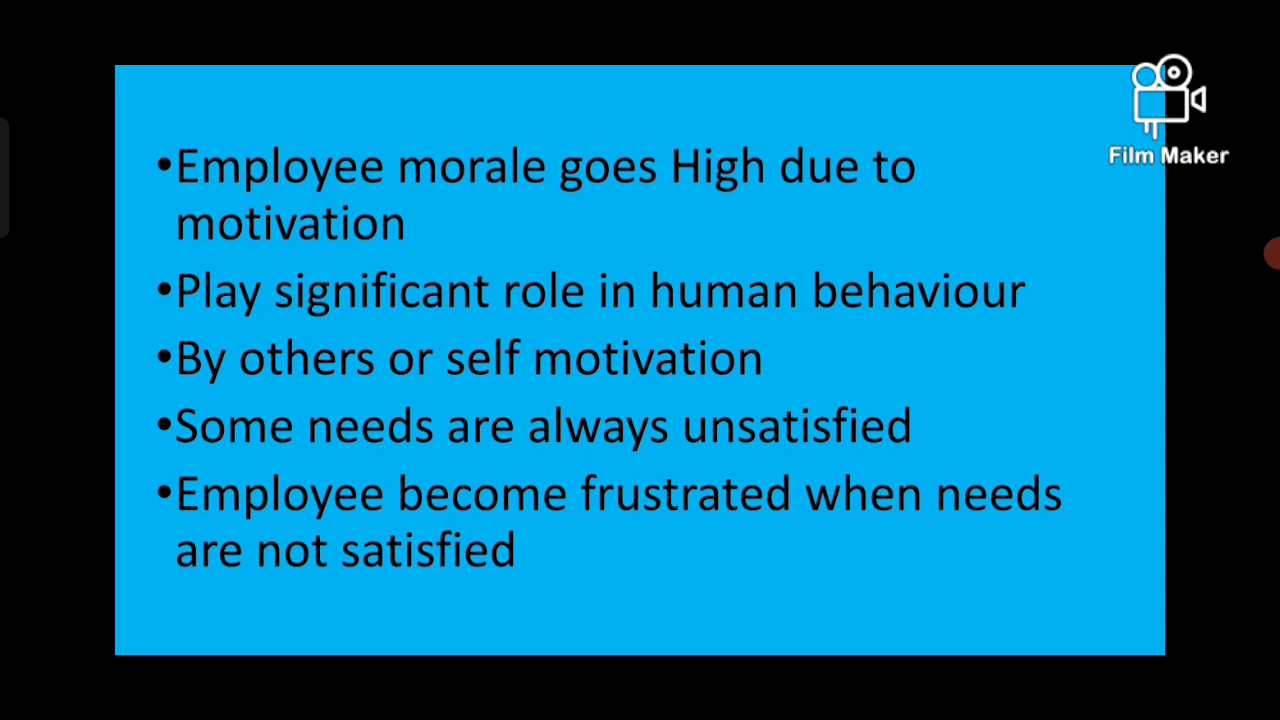 •Employee morale goes High due to
motivation
•Play significant role in human behaviour
•By others or self motivation
•Some needs are always unsatisfied
•Employee become frustrated when needs
are not satisfied
Film Maker